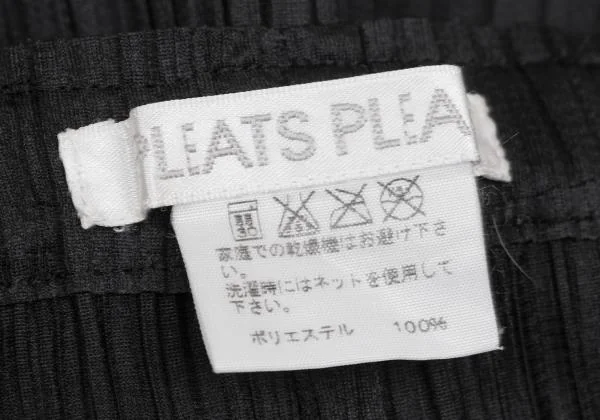 PLEATS PLEA
家庭での乾燥機はお避け下さ
い。
洗濯時にはネットを使用して
下さい。
ポリエステル 100%